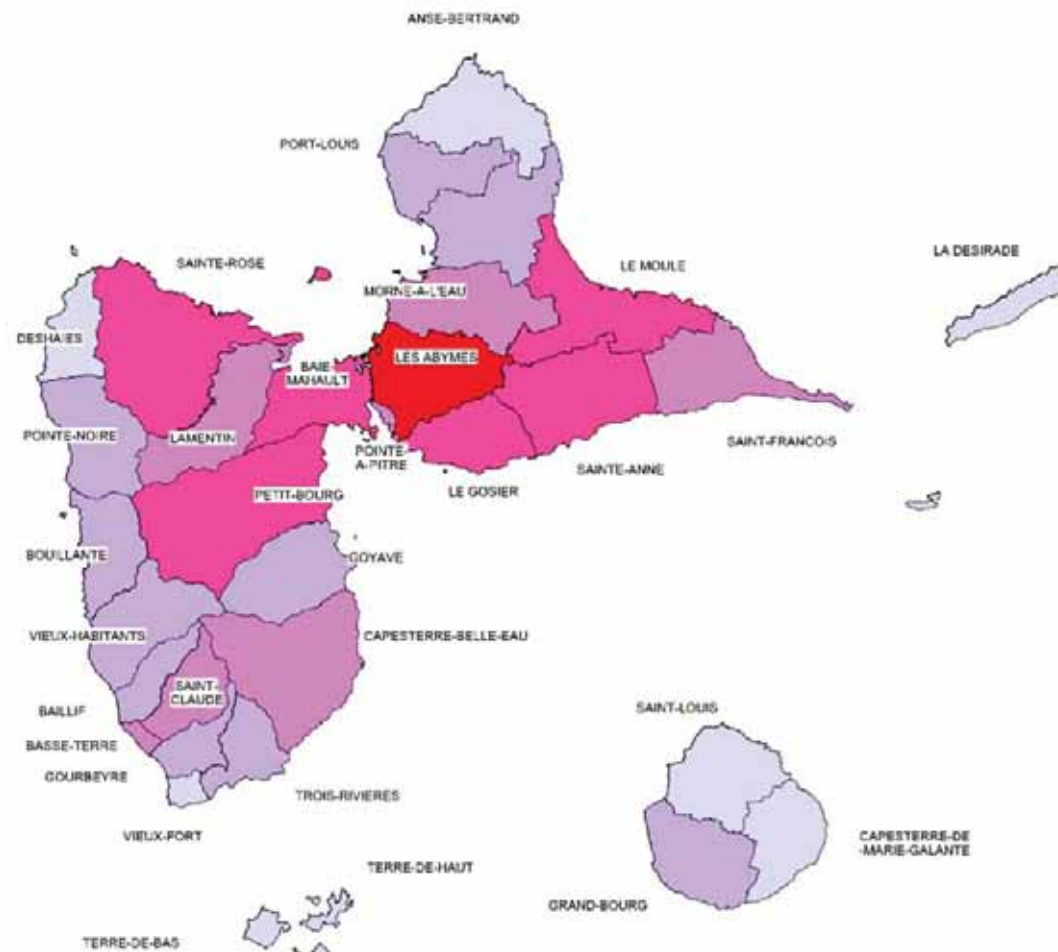 ANSE-BERTRAND
PORT-LOUIS
SAINTE-ROSE
LE MOULE
LA DESIRADE
MORNE-A-L'EAU
DESHAIES
LES ABYMES
BAIE-
MAHAULT
POINTE-NOIRE
LAMENTIN
POINTE-
A-PITRE
SAINT-FRANCOIS
SAINTE-ANNE
LE GOSIER
PETIT-BOURG
BOUILLANTE
GOYAVE
VIEUX-HABITANTS
CAPESTERRE-BELLE-EAU
SAINT-
CLAUDE
BAILLIF
SAINT-LOUIS
BASSE-TERRE
GOURBEYRE
TROIS-RIVIERES
VIEUX-FORT
CAPESTERRE-DE
-MARIE-GALANTE
TERRE-DE-HAUT
GRAND-BOURG
TERRE-DE-BAS